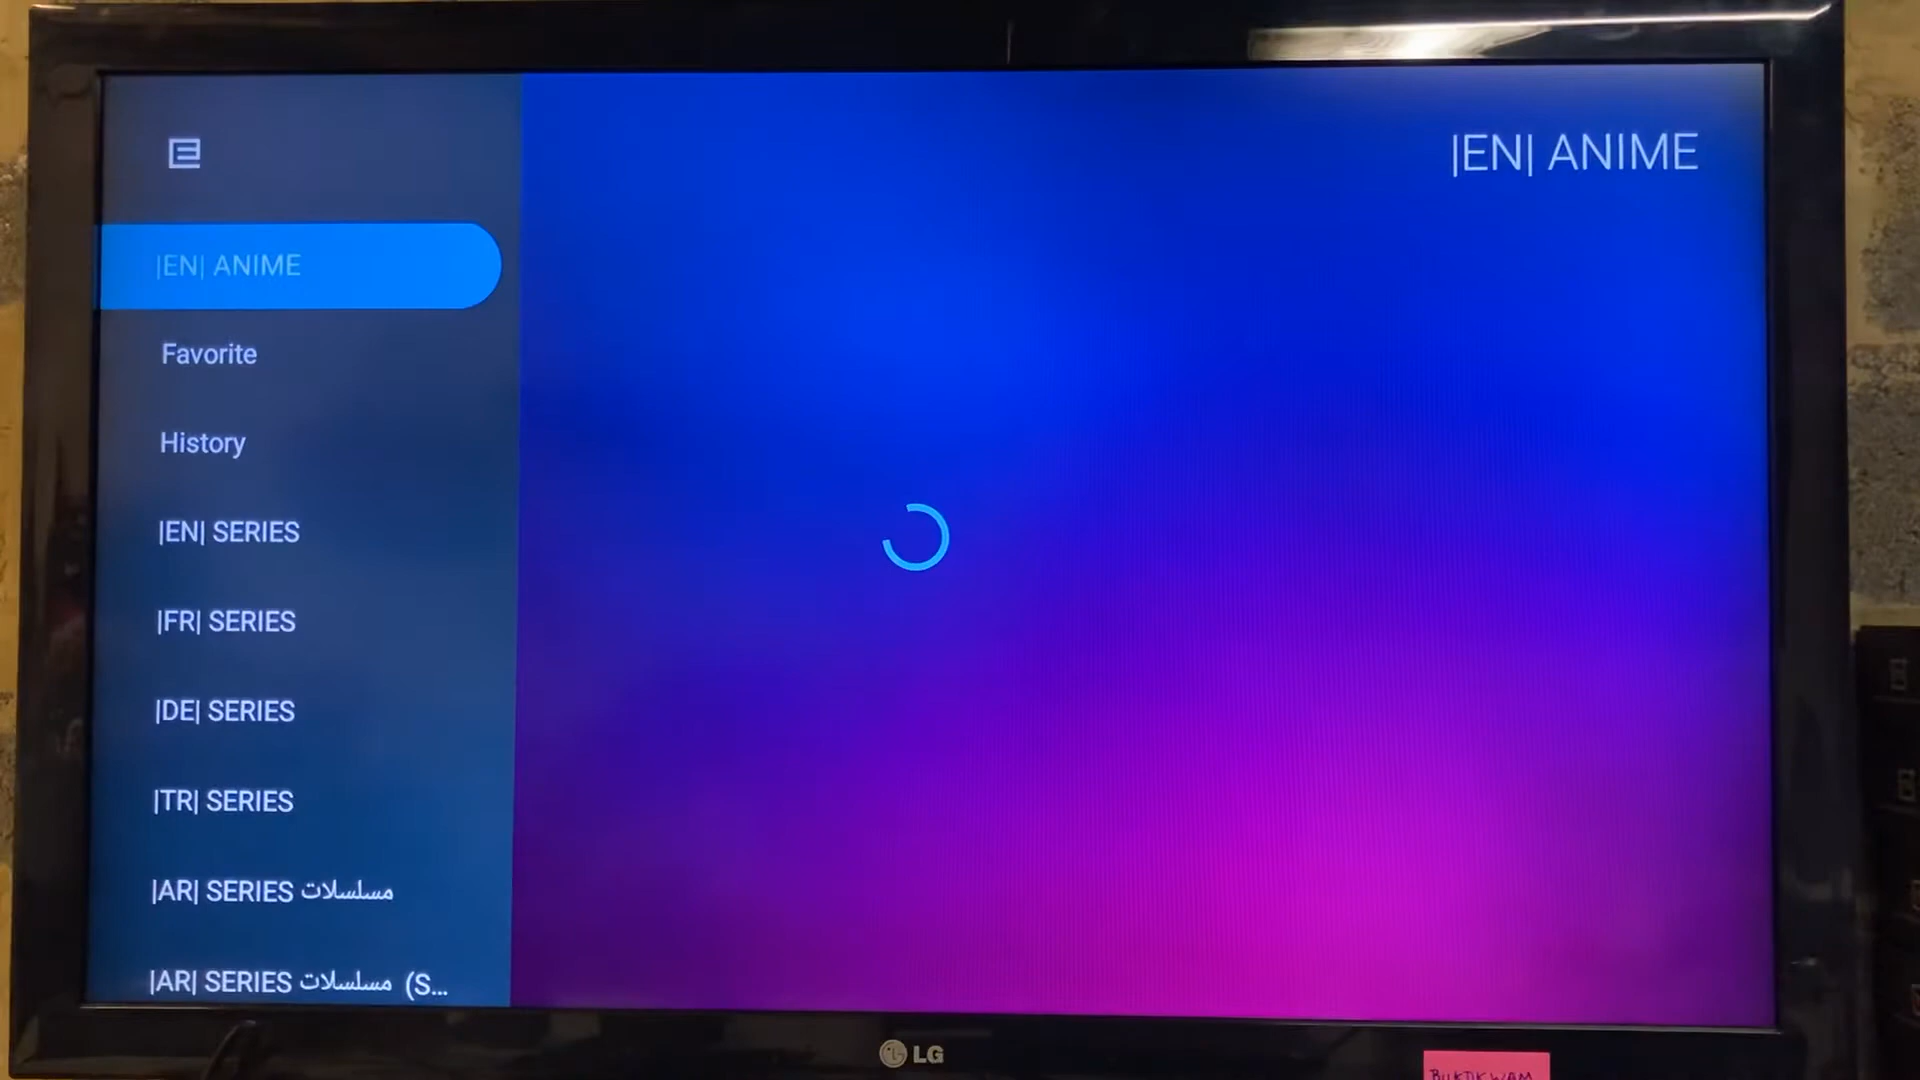 |EN| ANIME
|EN| ANIME
Favorite
History
|EN| SERIES
|FR| SERIES
|DE| SERIES
|TR| SERIES
|AR| SERIES مسلسلات
|AR| SERIES مسلسلات (S...
LG